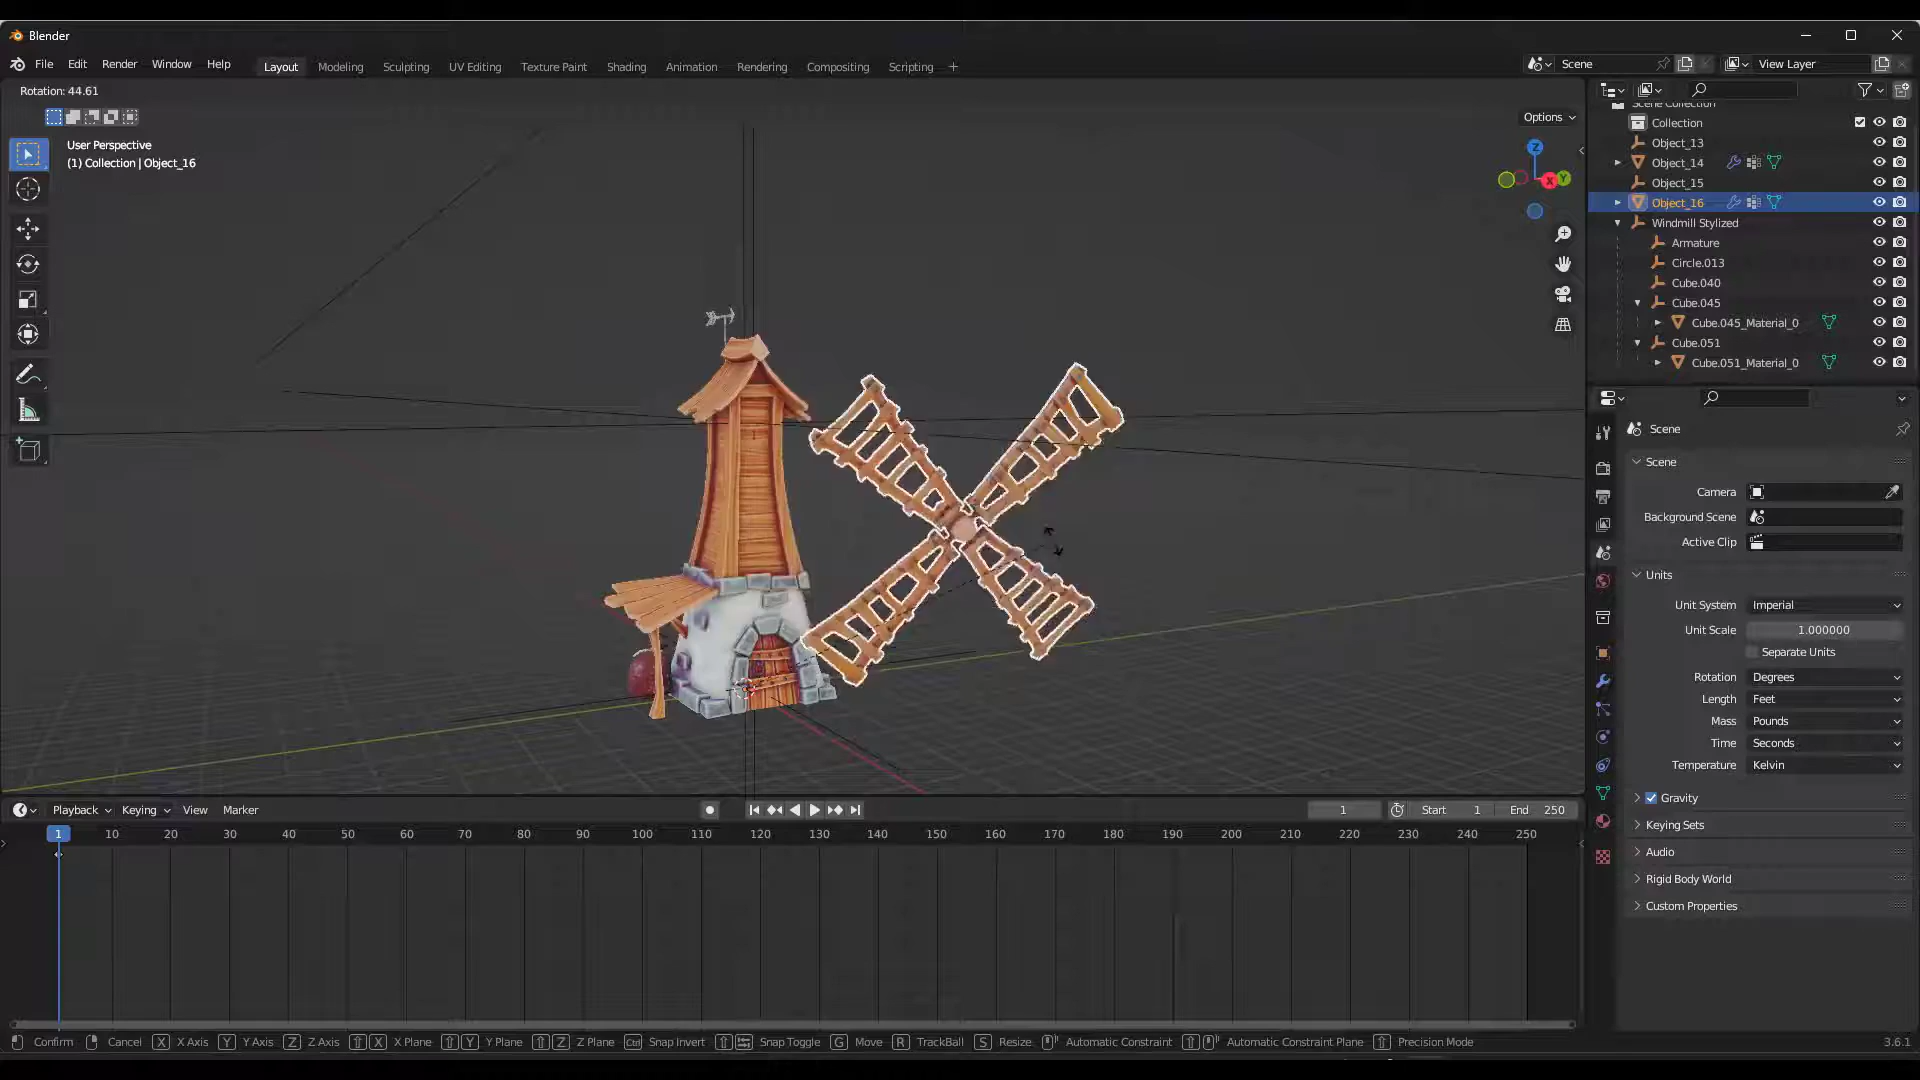 Blender
File Edit Render Window Help
Layout Modeling Sculpting UV Editing Texture Paint Shading Animation Rendering Compositing Scripting +
Scene
View Layer
Rotation: 44.61
Options
User Perspective
(1) Collection | Object_16
Z
X
Y
Scene Collection
Collection
Object_13
Object_14
Object_15
Object_16
Windmill Stylized
Armature
Circle.013
Cube.040
Cube.045
Cube.045_Material_0
Cube.051
Cube.051_Material_0
Scene
Scene
Camera
Background Scene
Active Clip
Units
Unit System Imperial
Unit Scale 1.000000
Separate Units
Rotation Degrees
Length Feet
Mass Pounds
Time Seconds
Temperature Kelvin
Gravity
Keying Sets
Audio
Rigid Body World
Custom Properties
Playback Keying View Marker
1 Start 1 End 250
1 10 20 30 40 50 60 70 80 90 100 110 120 130 140 150 160 170 180 190 200 210 220 230 240 250
Confirm Cancel X X Axis Y Y Axis Z Z Axis X X Plane Y Y Plane Z Z Plane Ctrl Snap Invert Snap Toggle G Move R TrackBall S Resize Automatic Constraint Automatic Constraint Plane Precision Mode
3.6.1